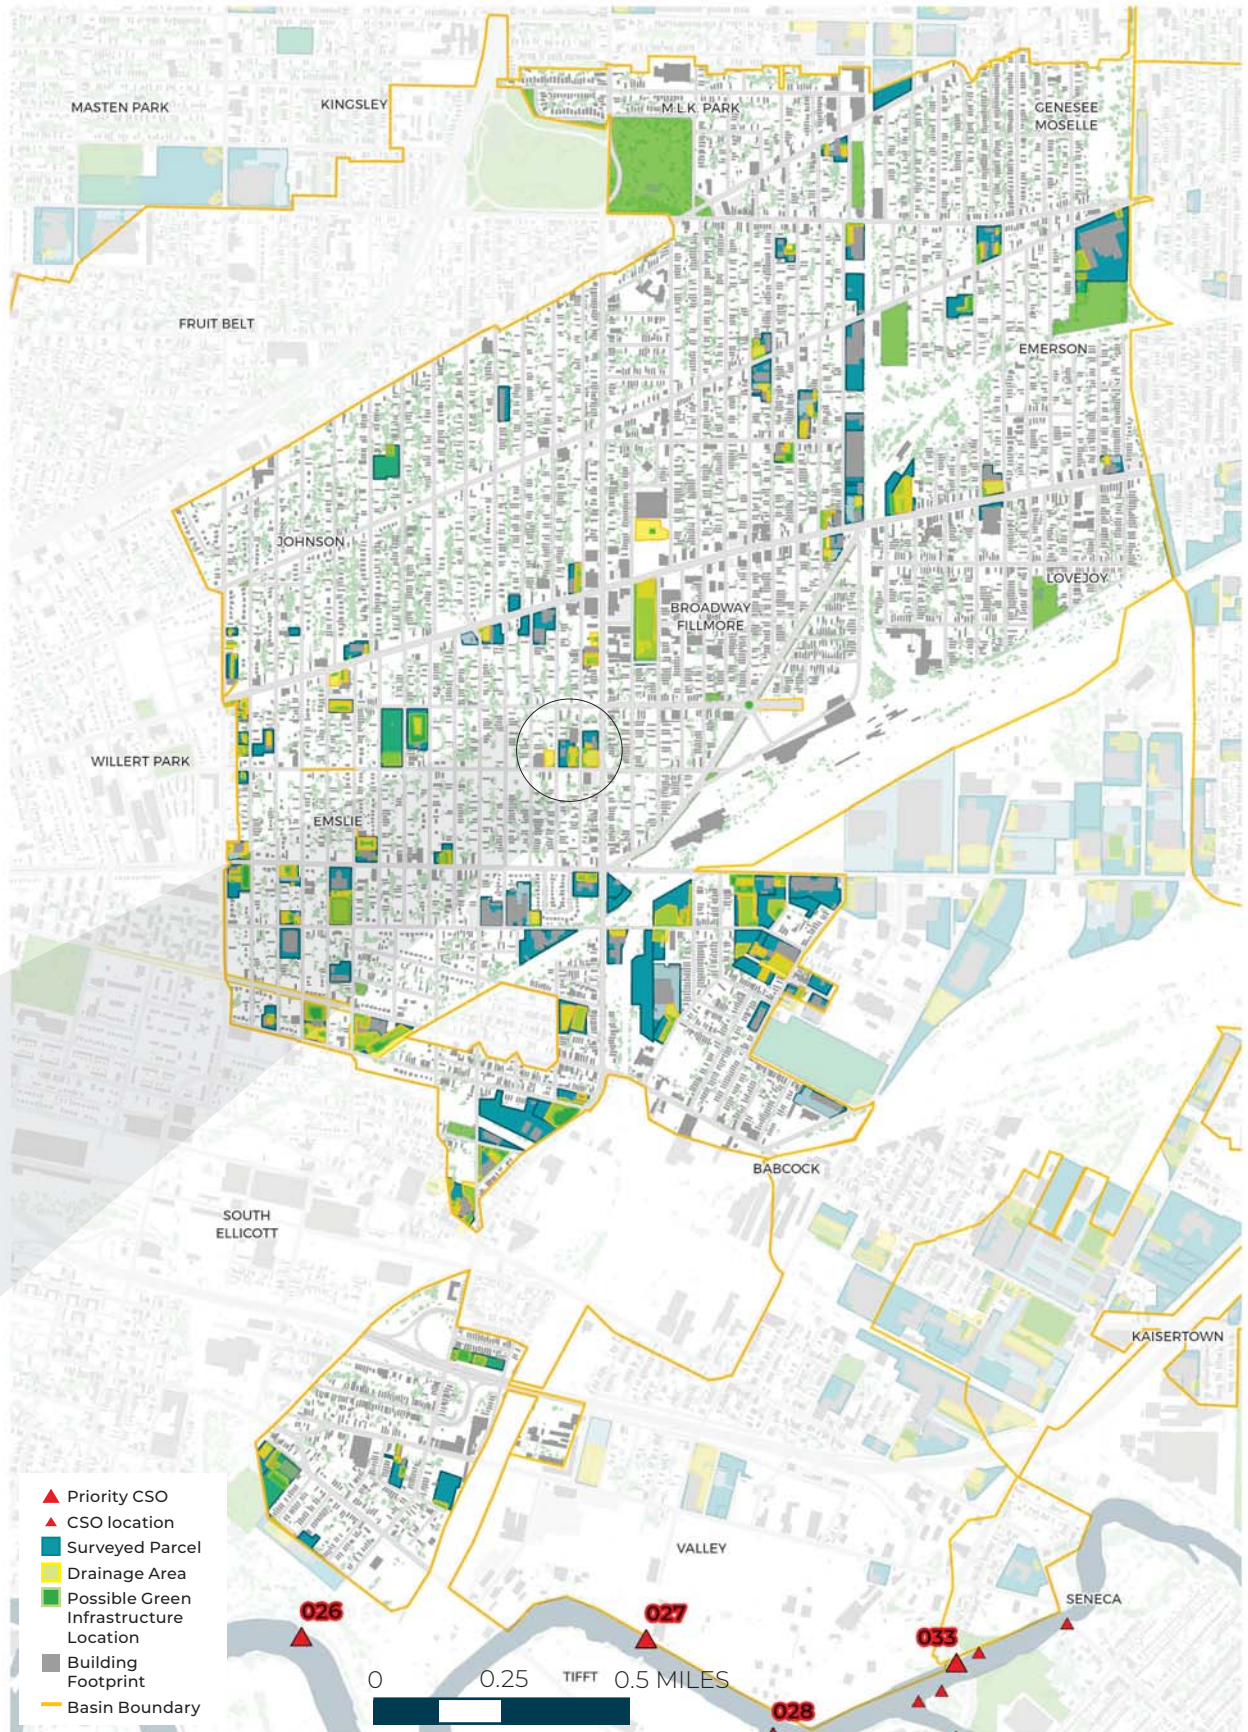 MASTEN PARK
KINGSLEY
M.L.K. PARK
GENESEE
MOSELLE
FRUIT BELT
EMERSON
JOHNSON
LOVEJOY
BROADWAY
FILLMORE
WILLERT PARK
EMSLIE
BABCOCK
SOUTH
ELLICOTT
KAISERTOWN
VALLEY
SENECA
TIFFT
026
027
033
028
Priority CSO
CSO location
Surveyed Parcel
Drainage Area
Possible Green
Infrastructure
Location
Building
Footprint
Basin Boundary
0 0.25 0.5 MILES